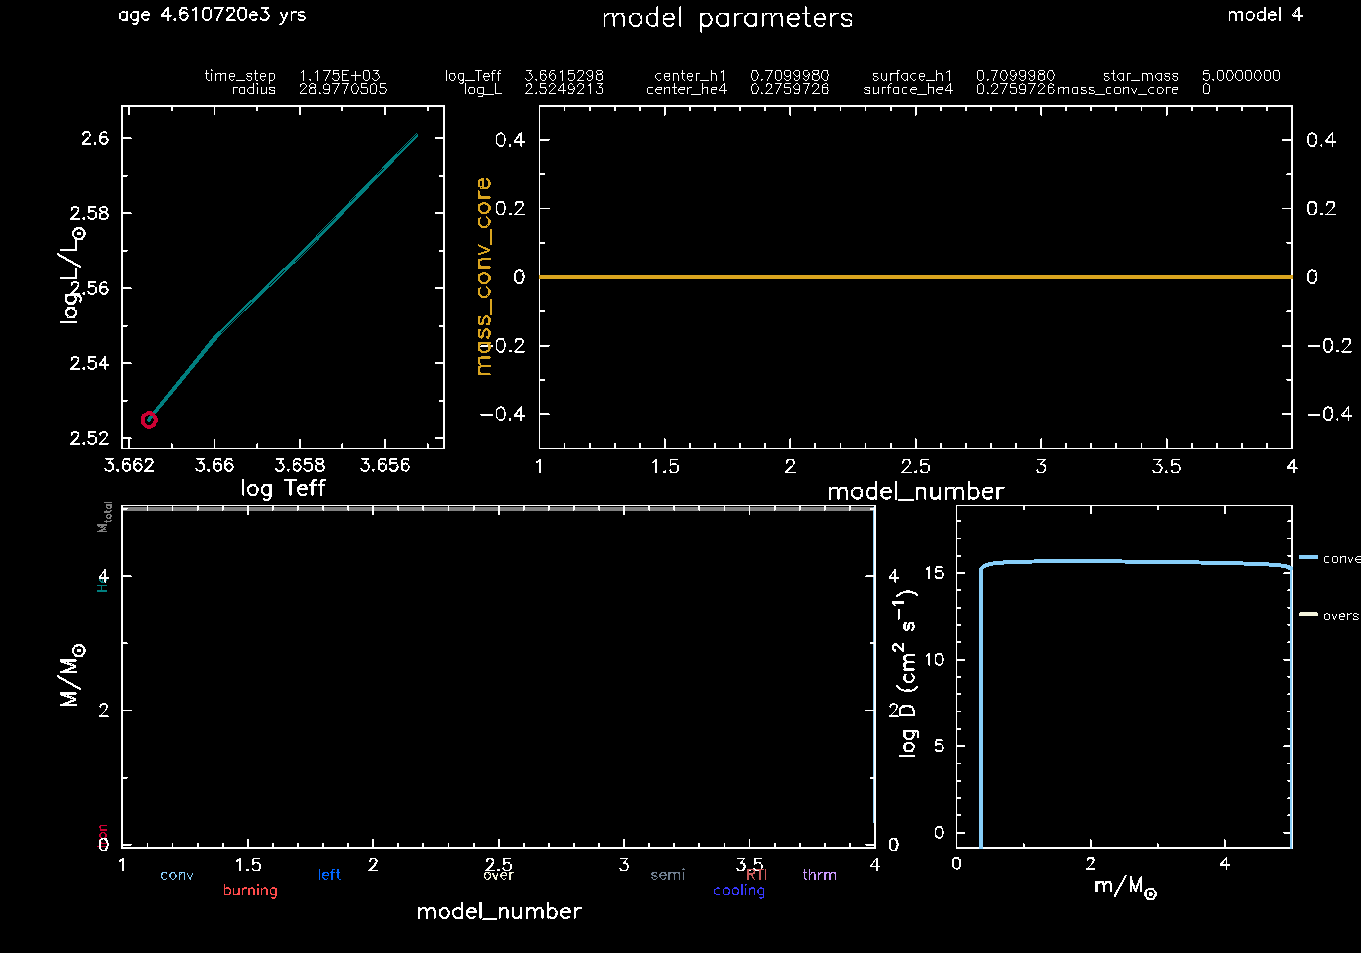 age 4.610720e3 yrs model parameters model 4
time_step 1.175E+03 log_Teff 3.6615298 center_h1 0.7099980 surface_h1 0.7099980 star_mass 5.0000000
radius 28.9770505 log_L 2.5249213 center_he4 0.2759726 surface_he4 0.2759726 mass_conv_core 0
log L/L⊙
2.6
2.58
2.56
2.54
2.52
3.662 3.66 3.658 3.656
log Teff
mass_conv_core
0.4 0.4
0.2 0.2
0 0
−0.2 −0.2
−0.4 −0.4
1 1.5 2 2.5 3 3.5 4
model_number
M/M⊙
Mtotal
He
4 4
2 2
0 0
1 1.5 2 2.5 3 3.5 4
conv left over semi RTI thrm
burning cooling
model_number
log D (cm2 s−1)
15
10
5
0
0 2 4
m/M⊙
conve
overs